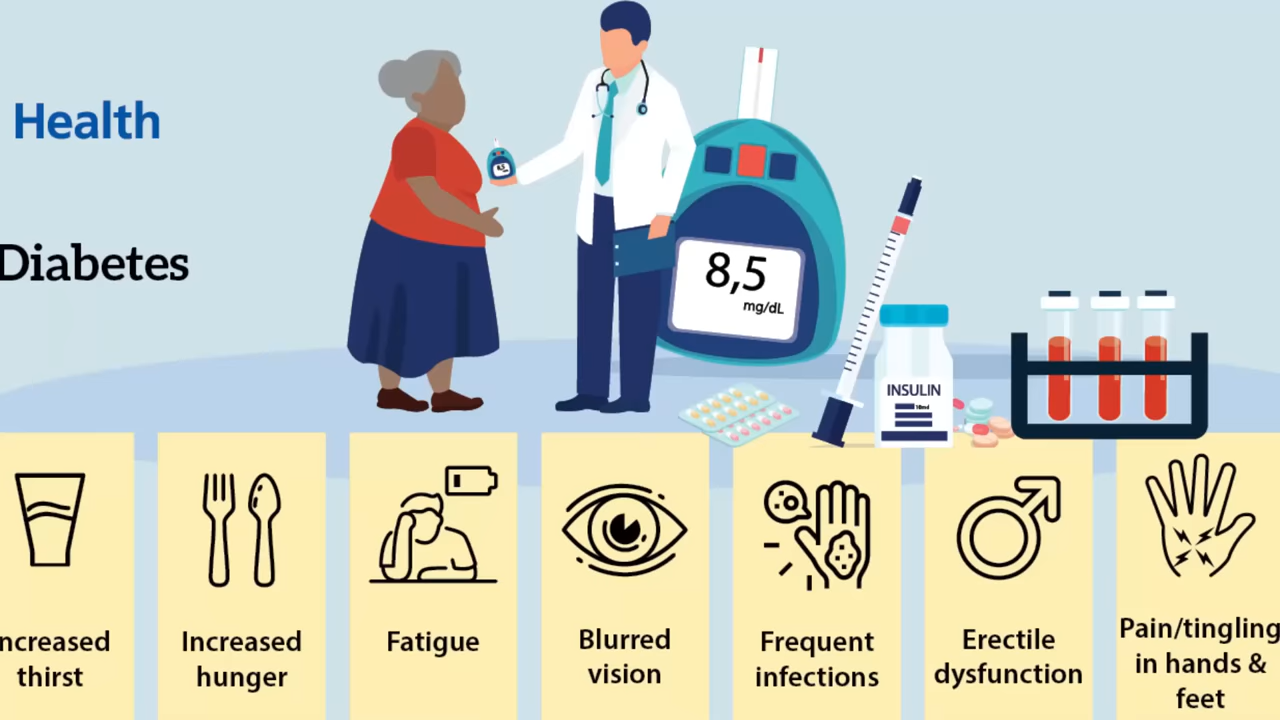 Health
Diabetes
8,5
mg/dL
INSULIN
10ml
ncreased
thirst
Increased
hunger
Fatigue
Blurred
vision
Frequent
infections
Erectile
dysfunction
Pain/tingling
in hands &
feet